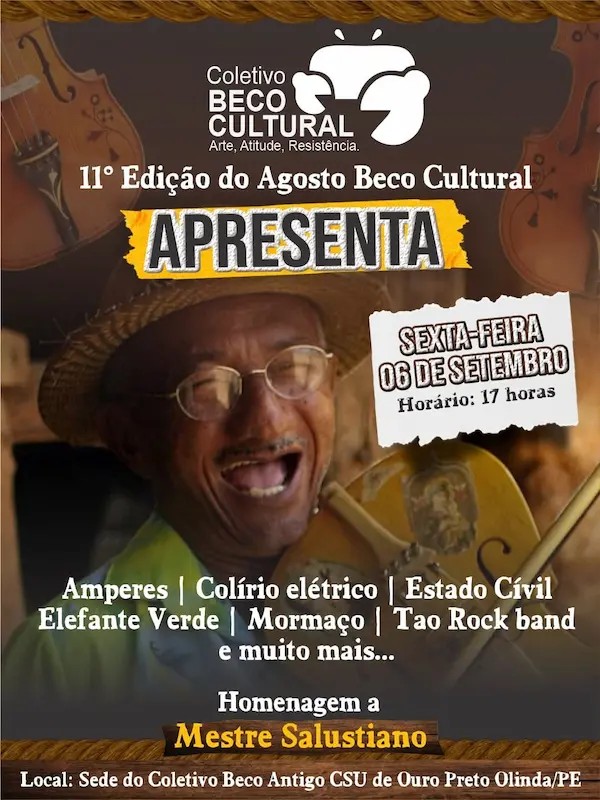 Coletivo
BECO
CULTURAL
Arte, Atitude, Resistência.
11° Edição do Agosto Beco Cultural
APRESENTA
SEXTA-FEIRA
06 DE SETEMBRO
Horário: 17 horas
Amperes | Colírio elétrico | Estado Cívil
Elefante Verde | Mormaço | Tao Rock band
e muito mais...
Homenagem a
Mestre Salustiano
Local: Sede do Coletivo Beco Antigo CSU de Ouro Preto Olinda/PE